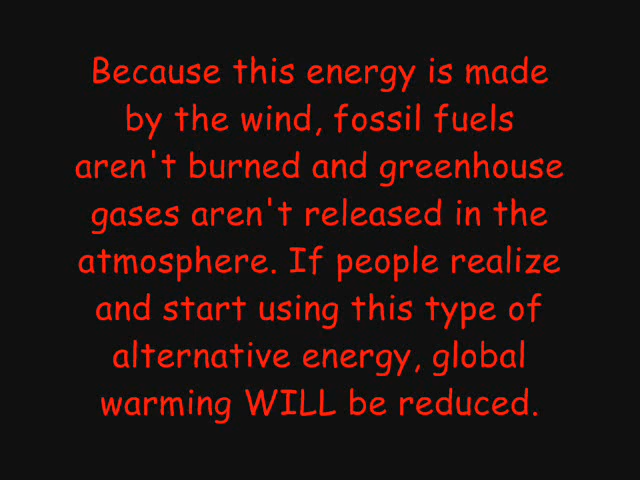 Because this energy is made
by the wind, fossil fuels
aren't burned and greenhouse
gases aren't released in the
atmosphere. If people realize
and start using this type of
alternative energy, global
warming WILL be reduced.